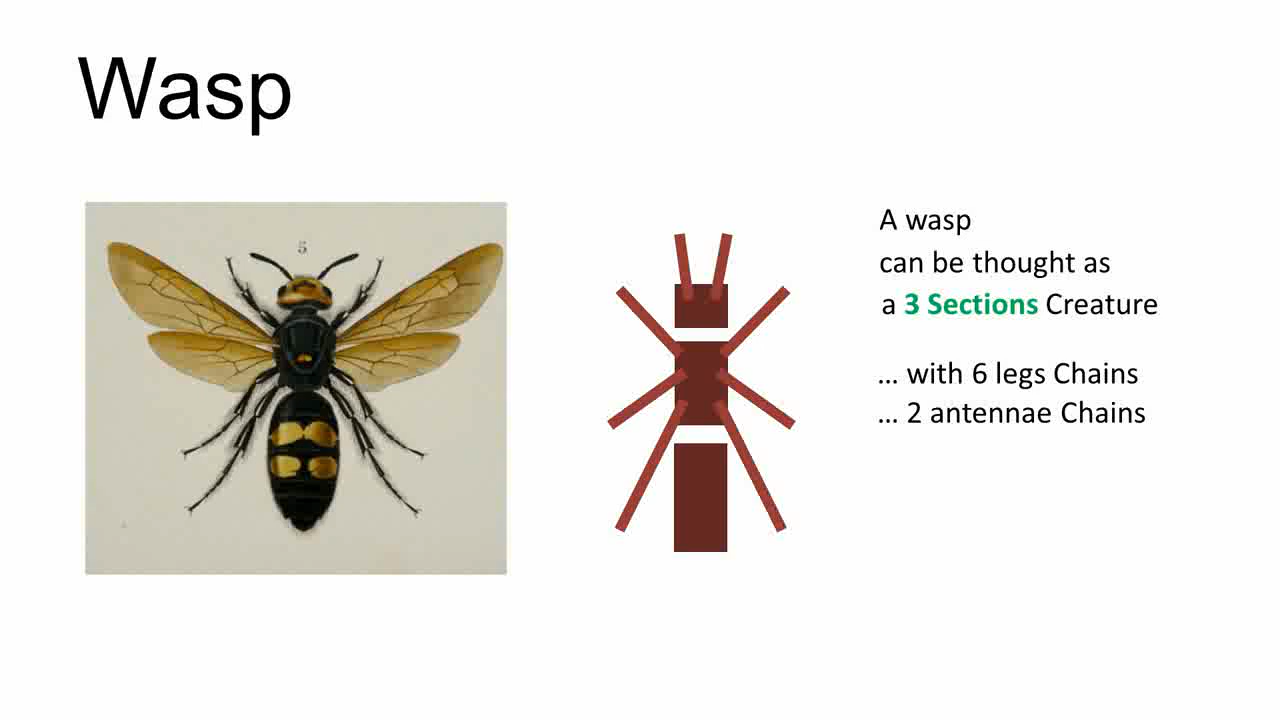 Wasp
5
A wasp
can be thought as
a 3 Sections Creature
... with 6 legs Chains
... 2 antennae Chains